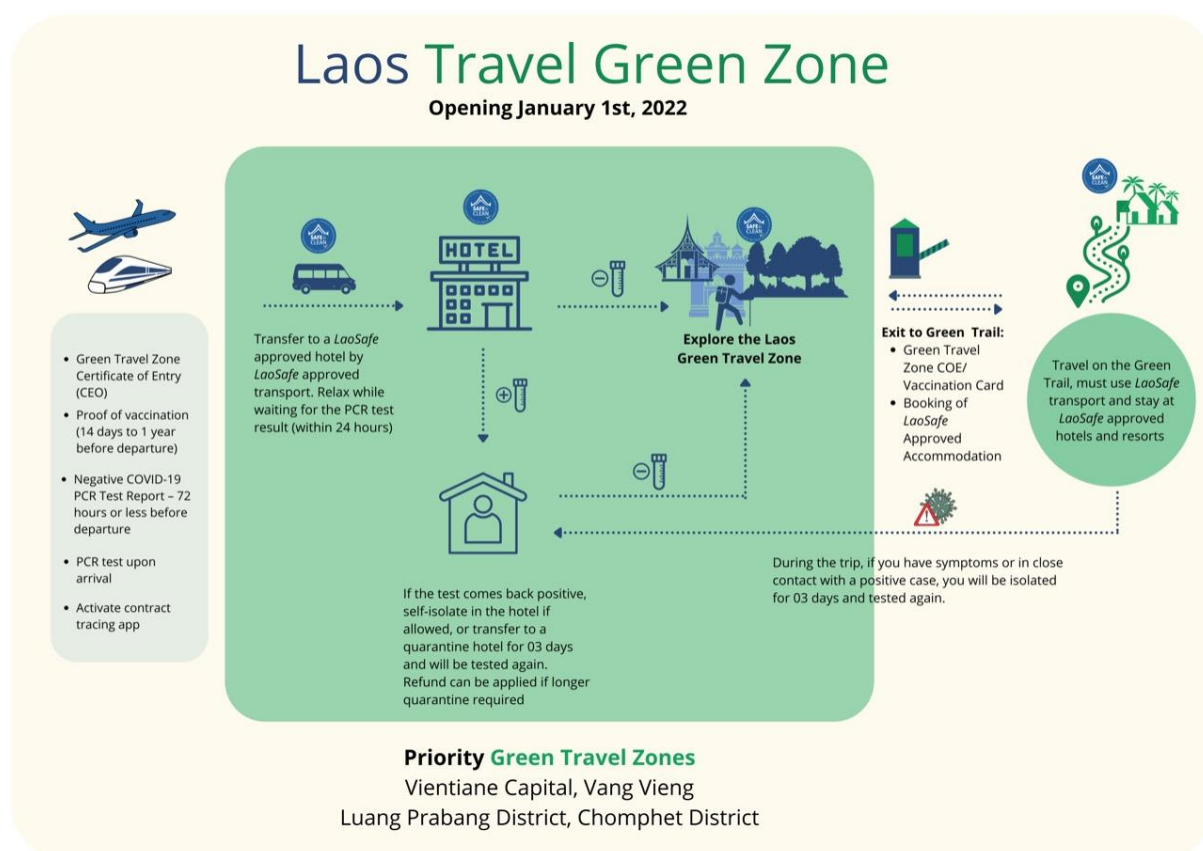 Laos Travel Green Zone
Opening January 1st, 2022
SAFE & CLEAN
SAFE & CLEAN
SAFE & CLEAN
SAFE & CLEAN
HOTEL
• Green Travel Zone
Certificate of Entry
(CEO)
• Proof of vaccination
(14 days to 1 year
before departure)
• Negative COVID-19
PCR Test Report – 72
hours or less before
departure
• PCR test upon
arrival
• Activate contract
tracing app
Transfer to a LaoSafe
approved hotel by
LaoSafe approved
transport. Relax while
waiting for the PCR test
result (within 24 hours)
Explore the Laos
Green Travel Zone
Exit to Green Trail:
• Green Travel
Zone COE/
Vaccination Card
• Booking of
LaoSafe
Approved
Accommodation
Travel on the Green
Trail, must use LaoSafe
transport and stay at
LaoSafe approved
hotels and resorts
If the test comes back positive,
self-isolate in the hotel if
allowed, or transfer to a
quarantine hotel for 03 days
and will be tested again.
Refund can be applied if longer
quarantine required
During the trip, if you have symptoms or in close
contact with a positive case, you will be isolated
for 03 days and tested again.
Priority Green Travel Zones
Vientiane Capital, Vang Vieng
Luang Prabang District, Chomphet District